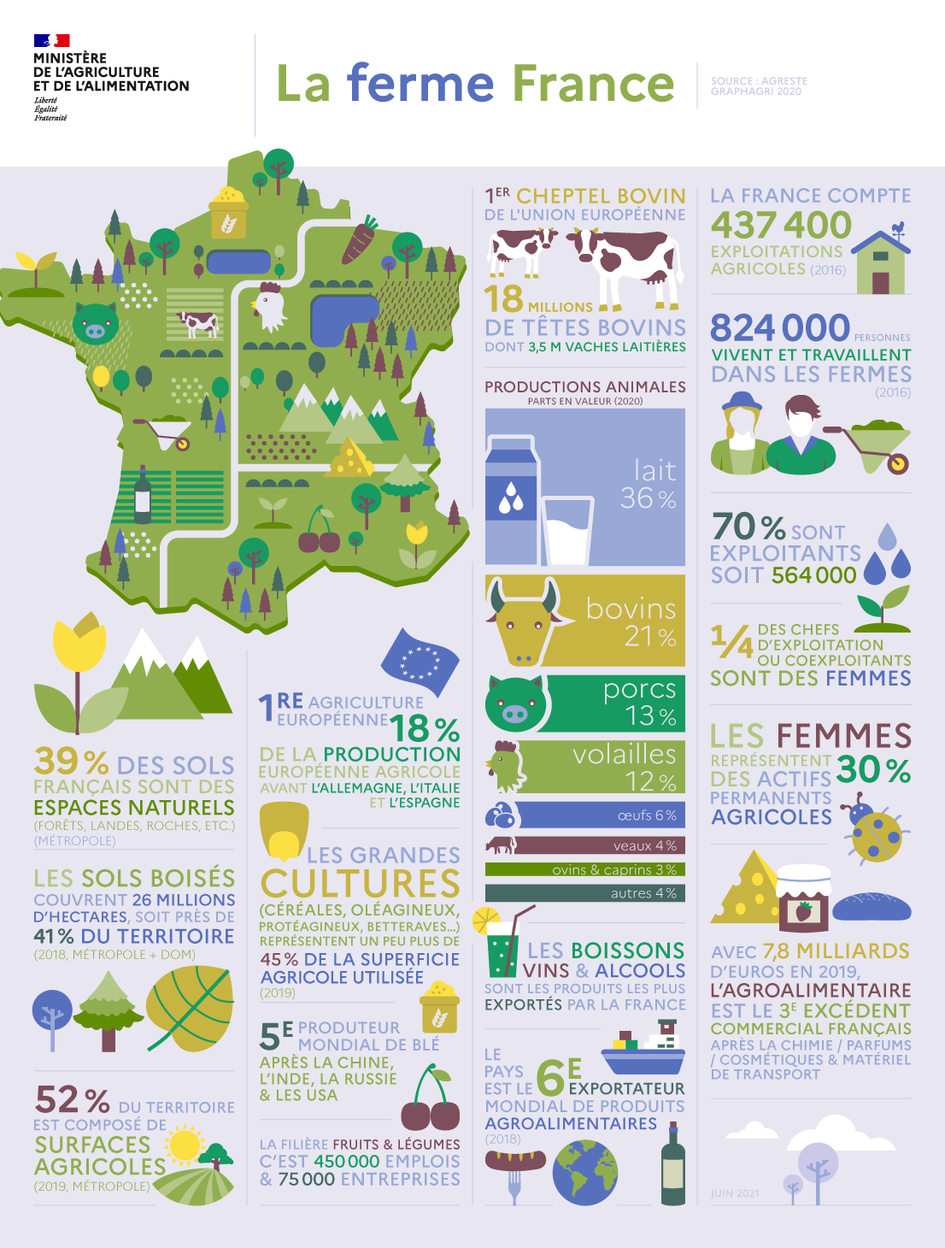 MINISTÈRE
DE L'AGRICULTURE
ET DE L'ALIMENTATION
Liberté
Égalité
Fraternité
La ferme France
SOURCE : AGRESTE
GRAPHAGRI 2020
39 % DES SOLS
FRANÇAIS SONT DES
ESPACES NATURELS
(FORÊTS, LANDES, ROCHES, ETC.)
(MÉTROPOLE)
LES SOLS BOISÉS
COUVRENT 26 MILLIONS
D'HECTARES, SOIT PRÈS DE
41 % DU TERRITOIRE
(2018, MÉTROPOLE + DOM)
52 % DU TERRITOIRE
EST COMPOSÉ DE
SURFACES
AGRICOLES
(2019, MÉTROPOLE)
1RE AGRICULTURE
EUROPÉENNE 18 %
DE LA PRODUCTION
EUROPÉENNE AGRICOLE
AVANT L'ALLEMAGNE, L'ITALIE
ET L'ESPAGNE
LES GRANDES
CULTURES
(CÉRÉALES, OLÉAGINEUX,
PROTÉAGINEUX, BETTERAVES...)
REPRÉSENTENT UN PEU PLUS DE
45 % DE LA SUPERFICIE
AGRICOLE UTILISÉE
(2019)
5E PRODUTEUR
MONDIAL DE BLÉ
APRÈS LA CHINE,
L'INDE, LA RUSSIE
& LES USA
LA FILIÈRE FRUITS & LÉGUMES
C'EST 450 000 EMPLOIS
& 75 000 ENTREPRISES
1ER CHEPTEL BOVIN
DE L'UNION EUROPÉENNE
18 MILLIONS
DE TÊTES BOVINS
DONT 3,5 M VACHES LAITIÈRES
PRODUCTIONS ANIMALES
PARTS EN VALEUR (2020)
lait
36 %
bovins
21 %
porcs
13 %
volailles
12 %
œufs 6 %
veaux 4 %
ovins & caprins 3 %
autres 4 %
LES BOISSONS
VINS & ALCOOLS
SONT LES PRODUITS LES PLUS
EXPORTÉS PAR LA FRANCE
LE
PAYS
EST LE 6E
EXPORTATEUR
MONDIAL DE PRODUITS
AGROALIMENTAIRES
(2018)
LA FRANCE COMPTE
437 400
EXPLOITATIONS
AGRICOLES (2016)
824 000 PERSONNES
VIVENT ET TRAVAILLENT
DANS LES FERMES
(2016)
70 % SONT
EXPLOITANTS
SOIT 564 000
1/4 DES CHEFS
D'EXPLOITATION
OU COEXPLOITANTS
SONT DES FEMMES
LES FEMMES
REPRÉSENTENT
DES ACTIFS 30 %
PERMANENTS
AGRICOLES
AVEC 7,8 MILLIARDS
D'EUROS EN 2019,
L'AGROALIMENTAIRE
EST LE 3E EXCÉDENT
COMMERCIAL FRANÇAIS
APRÈS LA CHIMIE / PARFUMS
/ COSMÉTIQUES & MATÉRIEL
DE TRANSPORT
JUIN 2021